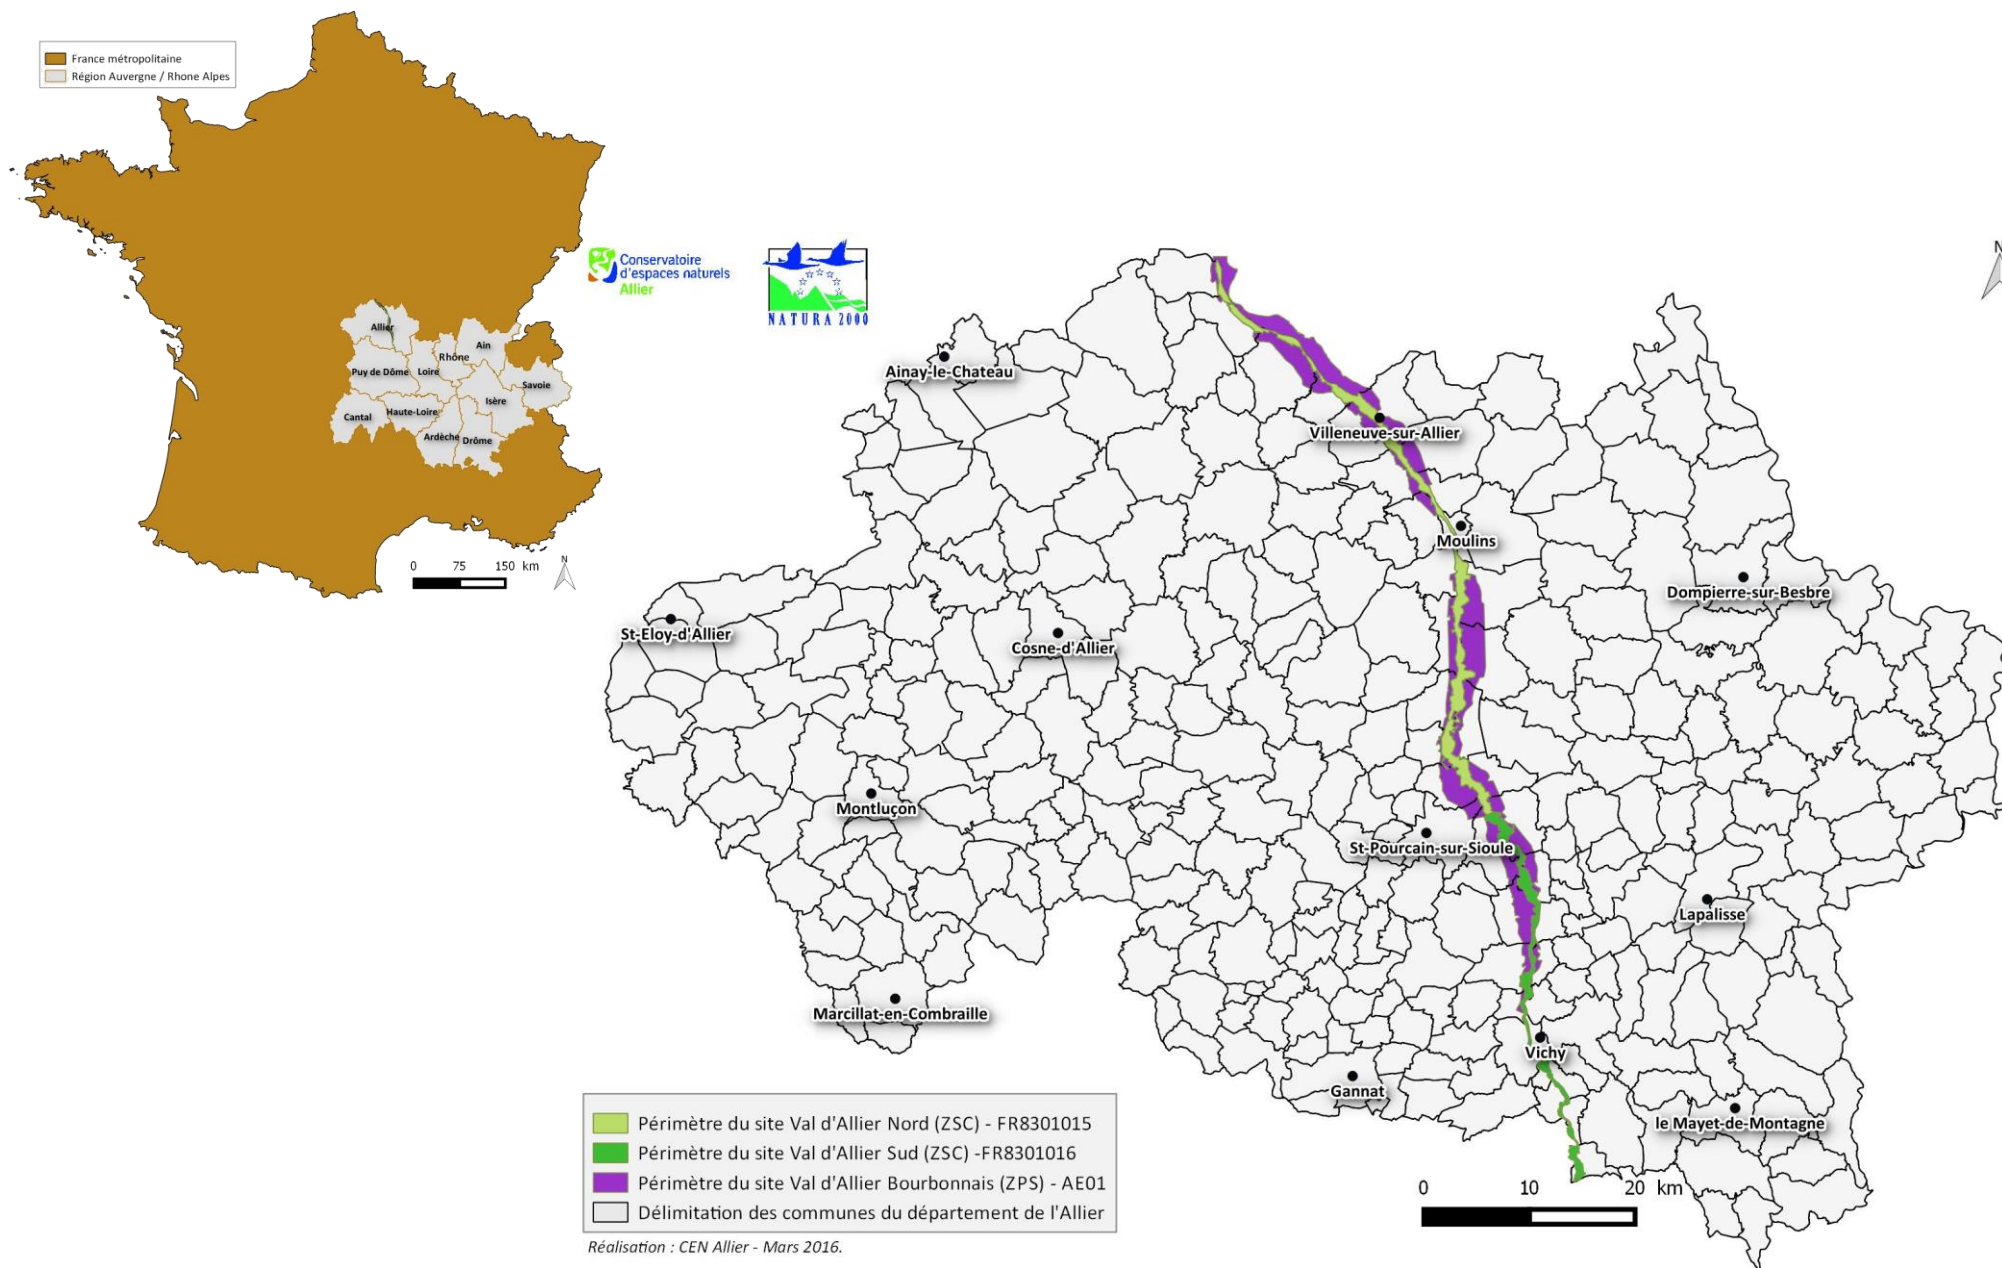 France métropolitaine
Région Auvergne / Rhone Alpes
Allier
Ain
Rhône
Puy de Dôme
Loire
Savoie
Isère
Cantal
Haute-Loire
Ardèche
Drôme
0 75 150 km
N
Conservatoire
d'espaces naturels
Allier
NATURA 2000
N
Ainay-le-Chateau
Villeneuve-sur-Allier
Moulins
Dompierre-sur-Besbre
St-Eloy-d'Allier
Cosne-d'Allier
Montluçon
St-Pourcain-sur-Sioule
Lapalisse
Marcillat-en-Combraille
Vichy
Gannat
le Mayet-de-Montagne
Périmètre du site Val d'Allier Nord (ZSC) - FR8301015
Périmètre du site Val d'Allier Sud (ZSC) -FR8301016
Périmètre du site Val d'Allier Bourbonnais (ZPS) - AE01
Délimitation des communes du département de l'Allier
0 10 20 km
Réalisation : CEN Allier - Mars 2016.